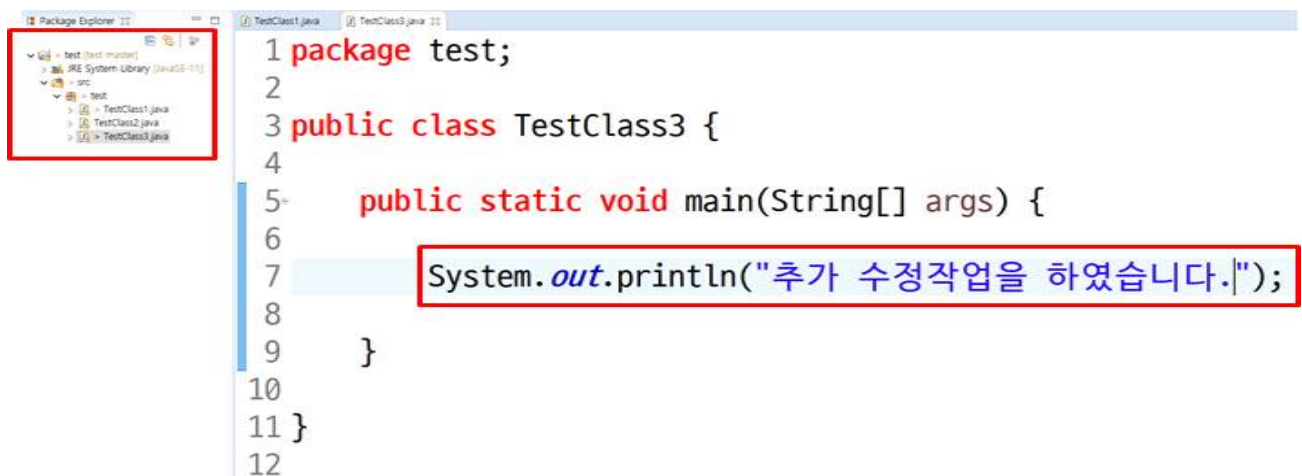 Package Explorer
TestClass1.java
TestClass3.java
> test [test master]
JRE System Library [JavaSE-11]
> src
> test
> TestClass1.java
TestClass2.java
> TestClass3.java
1 package test;
2
3 public class TestClass3 {
4
5 public static void main(String[] args) {
6
7 System.out.println("추가 수정작업을 하였습니다.");
8
9 }
10
11 }
12